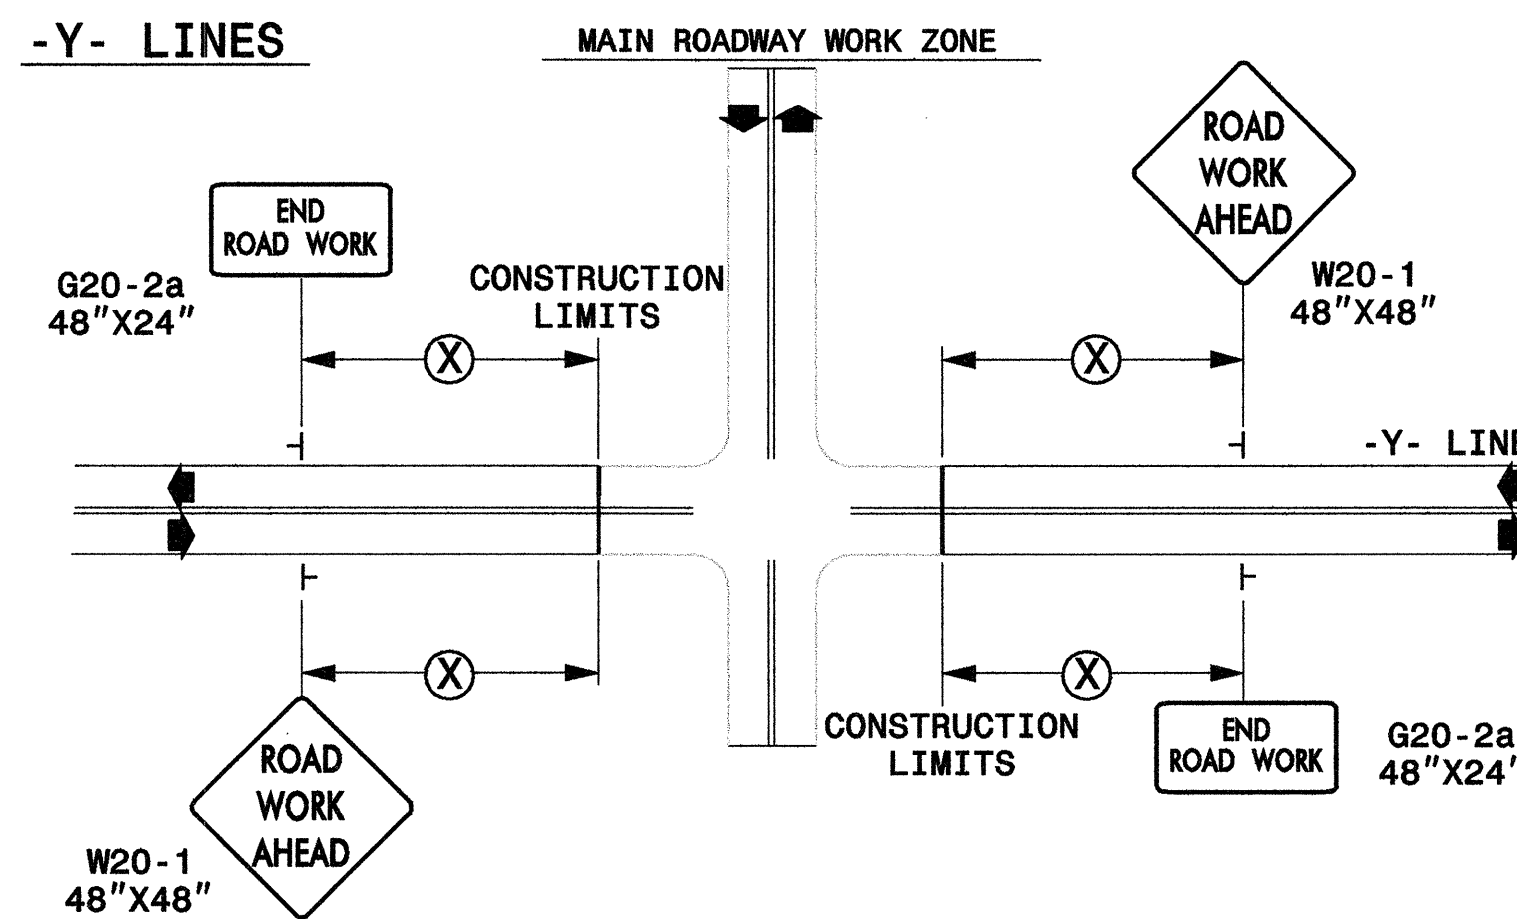 -Y- LINES
MAIN ROADWAY WORK ZONE
ROAD
WORK
AHEAD
W20-1
48"X48"
END
ROAD WORK
G20-2a
48"X24"
CONSTRUCTION
LIMITS
X
X
-Y- LINE
X
X
CONSTRUCTION
LIMITS
END
ROAD WORK
G20-2a
48"X24"
ROAD
WORK
AHEAD
W20-1
48"X48"